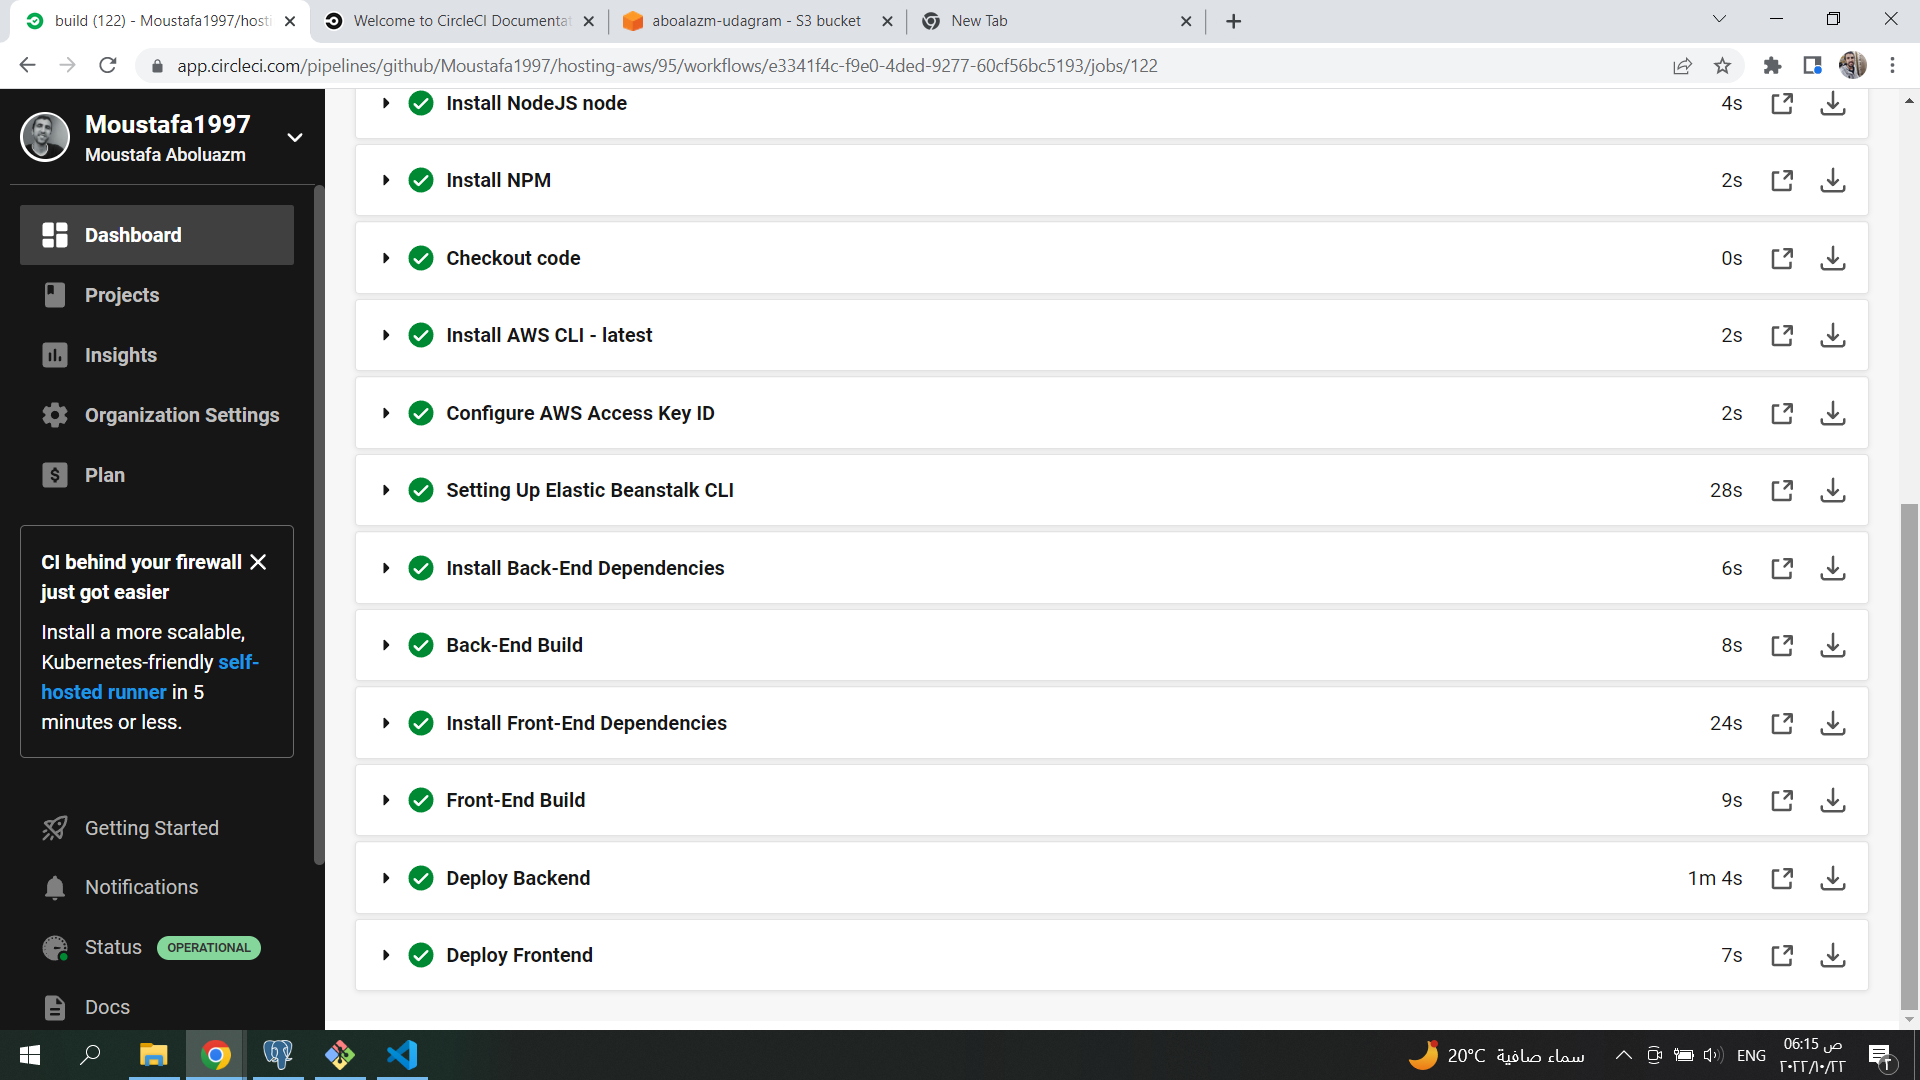 build (122) - Moustafa1997/hosti
Welcome to CircleCI Documentat
aboalazm-udagram - S3 bucket
New Tab
app.circleci.com/pipelines/github/Moustafa1997/hosting-aws/95/workflows/e3341f4c-f9e0-4ded-9277-60cf56bc5193/jobs/122
Moustafa1997
Moustafa Aboluazm
Dashboard
Projects
Insights
Organization Settings
Plan
CI behind your firewall
just got easier
Install a more scalable,
Kubernetes-friendly self-
hosted runner in 5
minutes or less.
Getting Started
Notifications
Status OPERATIONAL
Docs
Install NodeJS node 4s
Install NPM 2s
Checkout code 0s
Install AWS CLI - latest 2s
Configure AWS Access Key ID 2s
Setting Up Elastic Beanstalk CLI 28s
Install Back-End Dependencies 6s
Back-End Build 8s
Install Front-End Dependencies 24s
Front-End Build 9s
Deploy Backend 1m 4s
Deploy Frontend 7s
20°C سماء صافية
ENG
06:15 ص
٢٠٢٢/١٠/٢٢
٢